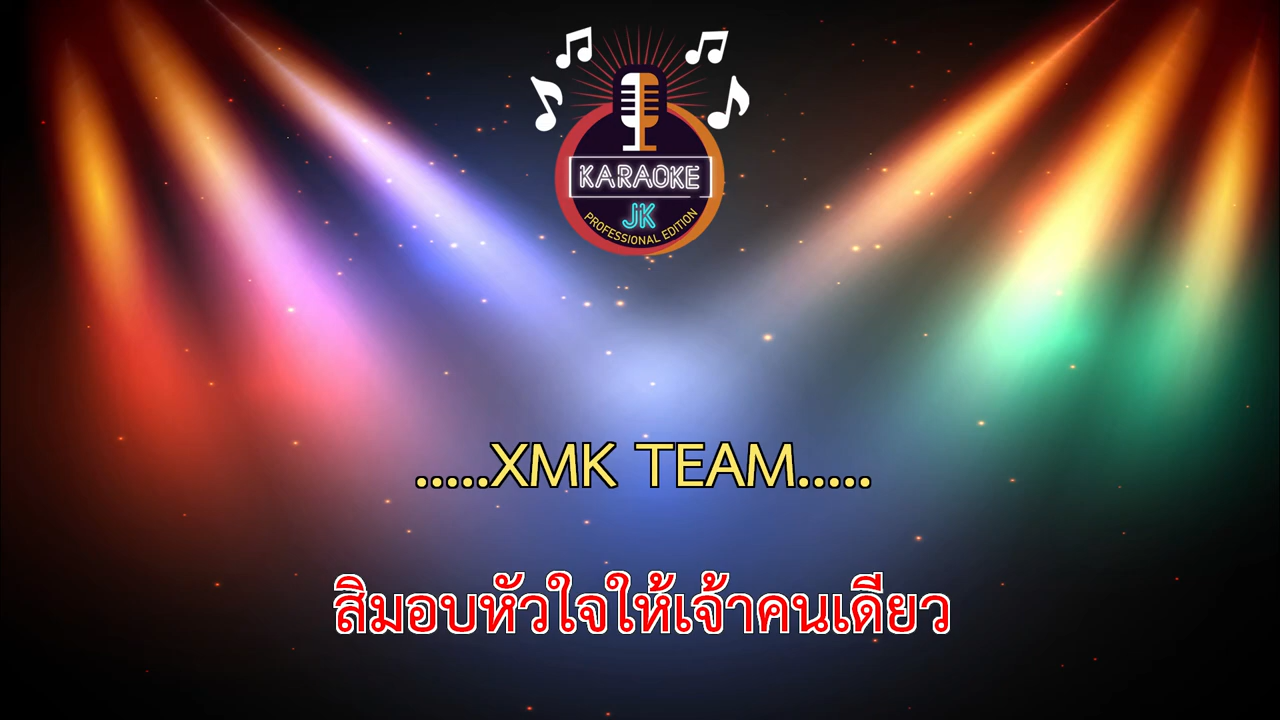 KARAOKE
JK
PROFESSIONAL EDITION
.....XMK TEAM.....
สิมอบหัวใจให้เจ้าคนเดียว